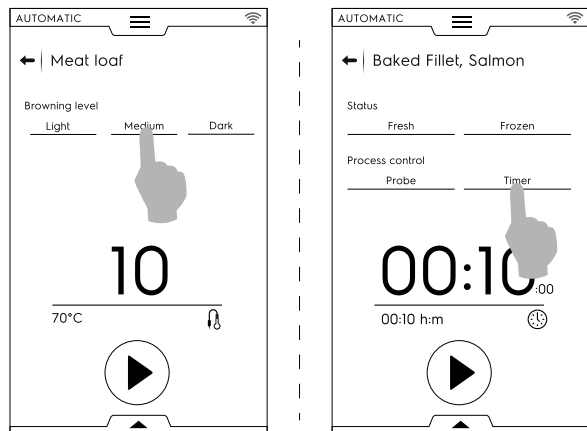 AUTOMATIC
Meat loaf
Browning level
Light Medium Dark
10
70°C
AUTOMATIC
Baked Fillet, Salmon
Status
Fresh Frozen
Process control
Probe Timer
00:10:00
00:10 h:m